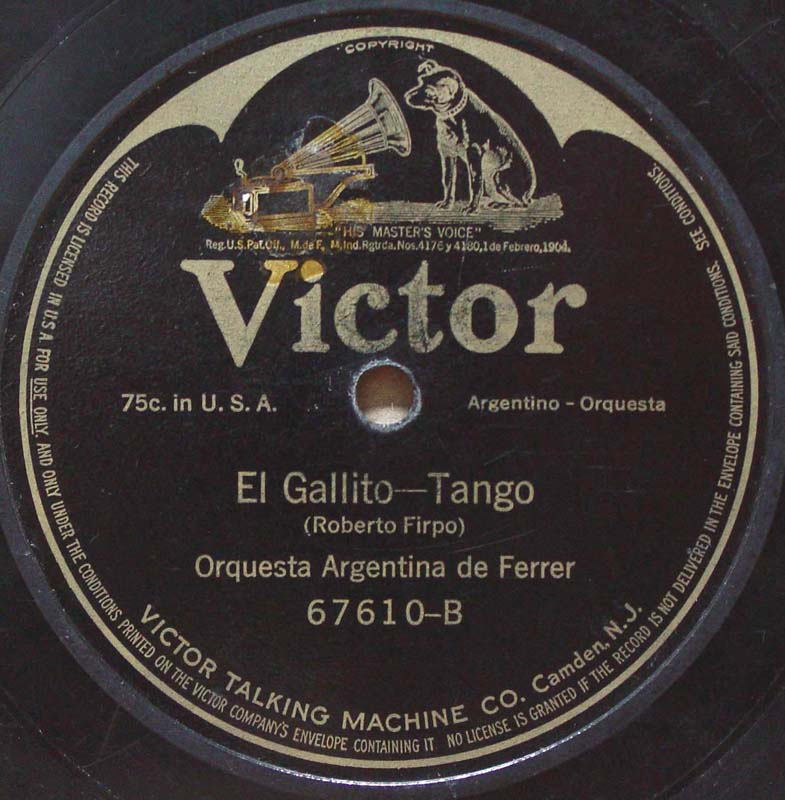 COPYRIGHT
"HIS MASTER'S VOICE"
Reg.U.S.Pat.Off., M.de F. M.Ind.Rgtrda.Nos.4176 y 4180,1 de Febrero,1904.
Victor
75c. in U. S. A.
Argentino - Orquesta
El Gallito—Tango
(Roberto Firpo)
Orquesta Argentina de Ferrer
67610-B
VICTOR TALKING MACHINE CO. Camden, N. J.
THIS RECORD IS LICENSED IN U.S.A. FOR USE ONLY, AND ONLY UNDER THE CONDITIONS PRINTED ON THE VICTOR COMPANY'S ENVELOPE CONTAINING IT NO LICENSE IS GRANTED IF THE RECORD IS NOT DELIVERED IN THE ENVELOPE CONTAINING SAID CONDITIONS. SEE CONDITIONS.